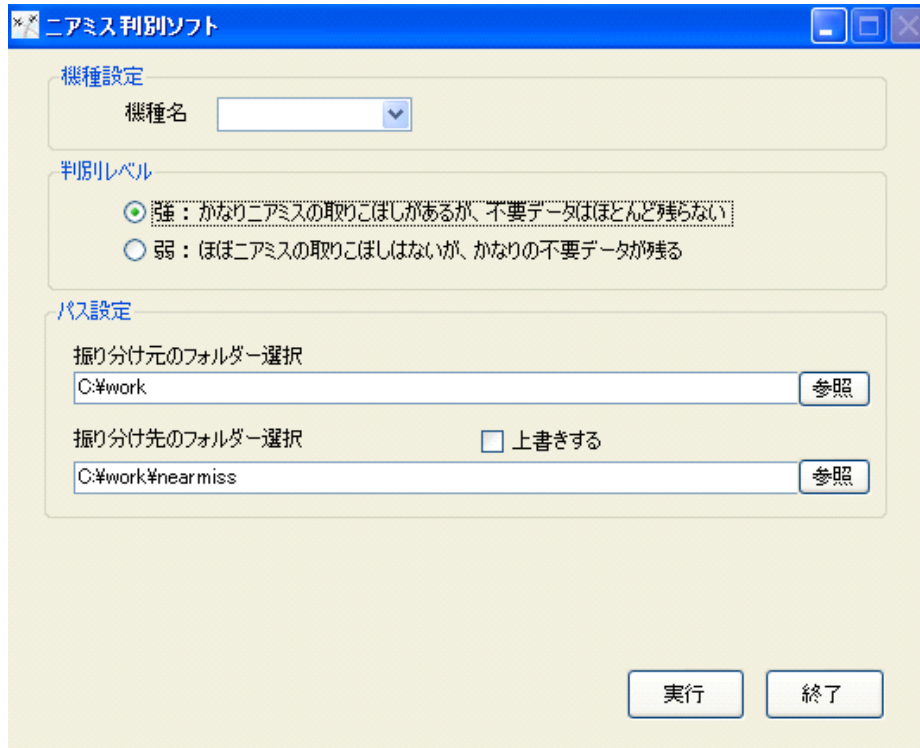 ニアミス判別ソフト
機種設定
機種名
判別レベル
強：かなりニアミスの取りこぼしがあるが、不要データはほとんど残らない
弱：ほぼニアミスの取りこぼしはないが、かなりの不要データが残る
パス設定
振り分け元のフォルダー選択
C:¥work 参照
振り分け先のフォルダー選択 上書きする
C:¥work¥nearmiss 参照
実行 終了